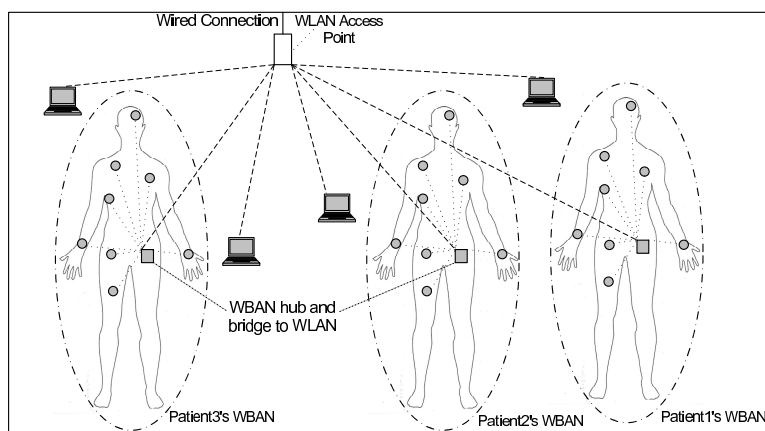 Wired Connection
WLAN Access
Point
WBAN hub and
bridge to WLAN
Patient3's WBAN
Patient2's WBAN
Patient1's WBAN